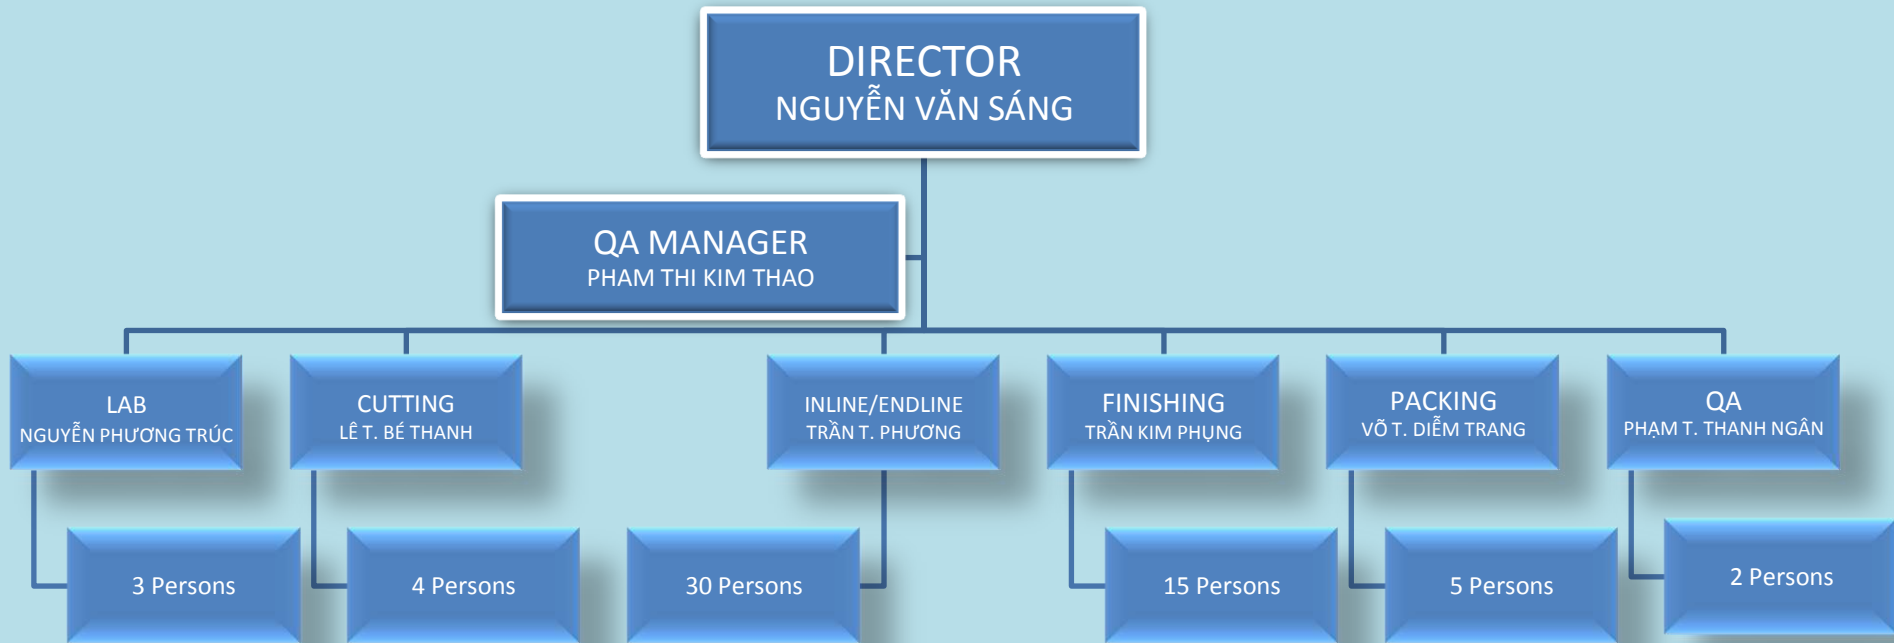 DIRECTOR
NGUYỄN VĂN SÁNG
QA MANAGER
PHAM THI KIM THAO
LAB
NGUYỄN PHƯƠNG TRÚC
CUTTING
LÊ T. BÉ THANH
INLINE/ENDLINE
TRẦN T. PHƯƠNG
FINISHING
TRẦN KIM PHỤNG
PACKING
VÕ T. DIỄM TRANG
QA
PHẠM T. THANH NGÂN
3 Persons
4 Persons
30 Persons
15 Persons
5 Persons
2 Persons